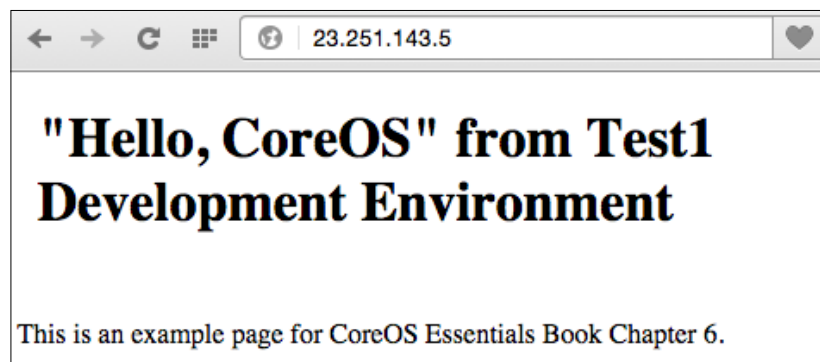 23.251.143.5
"Hello, CoreOS" from Test1
Development Environment
This is an example page for CoreOS Essentials Book Chapter 6.